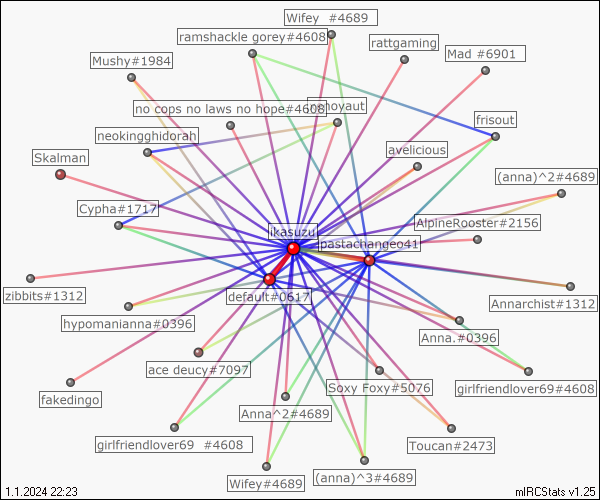 Wifey  #4689
ramshackle gorey#4608
rattgaming
Mad #6901
Mushy#1984
no cops no laws no hope#4608
hoyaut
frisout
neokingghidorah
avelicious
Skalman
(anna)^2#4689
Cypha#1717
AlpineRooster#2156
ikasuzu
pastachangeo41
zibbits#1312
default#0617
Annarchist#1312
hypomanianna#0396
Anna.#0396
ace deucy#7097
Soxy Foxy#5076
girlfriendlover69#4608
fakedingo
Anna^2#4689
girlfriendlover69  #4608
Toucan#2473
Wifey#4689
(anna)^3#4689
1.1.2024 22:23
mIRCStats v1.25